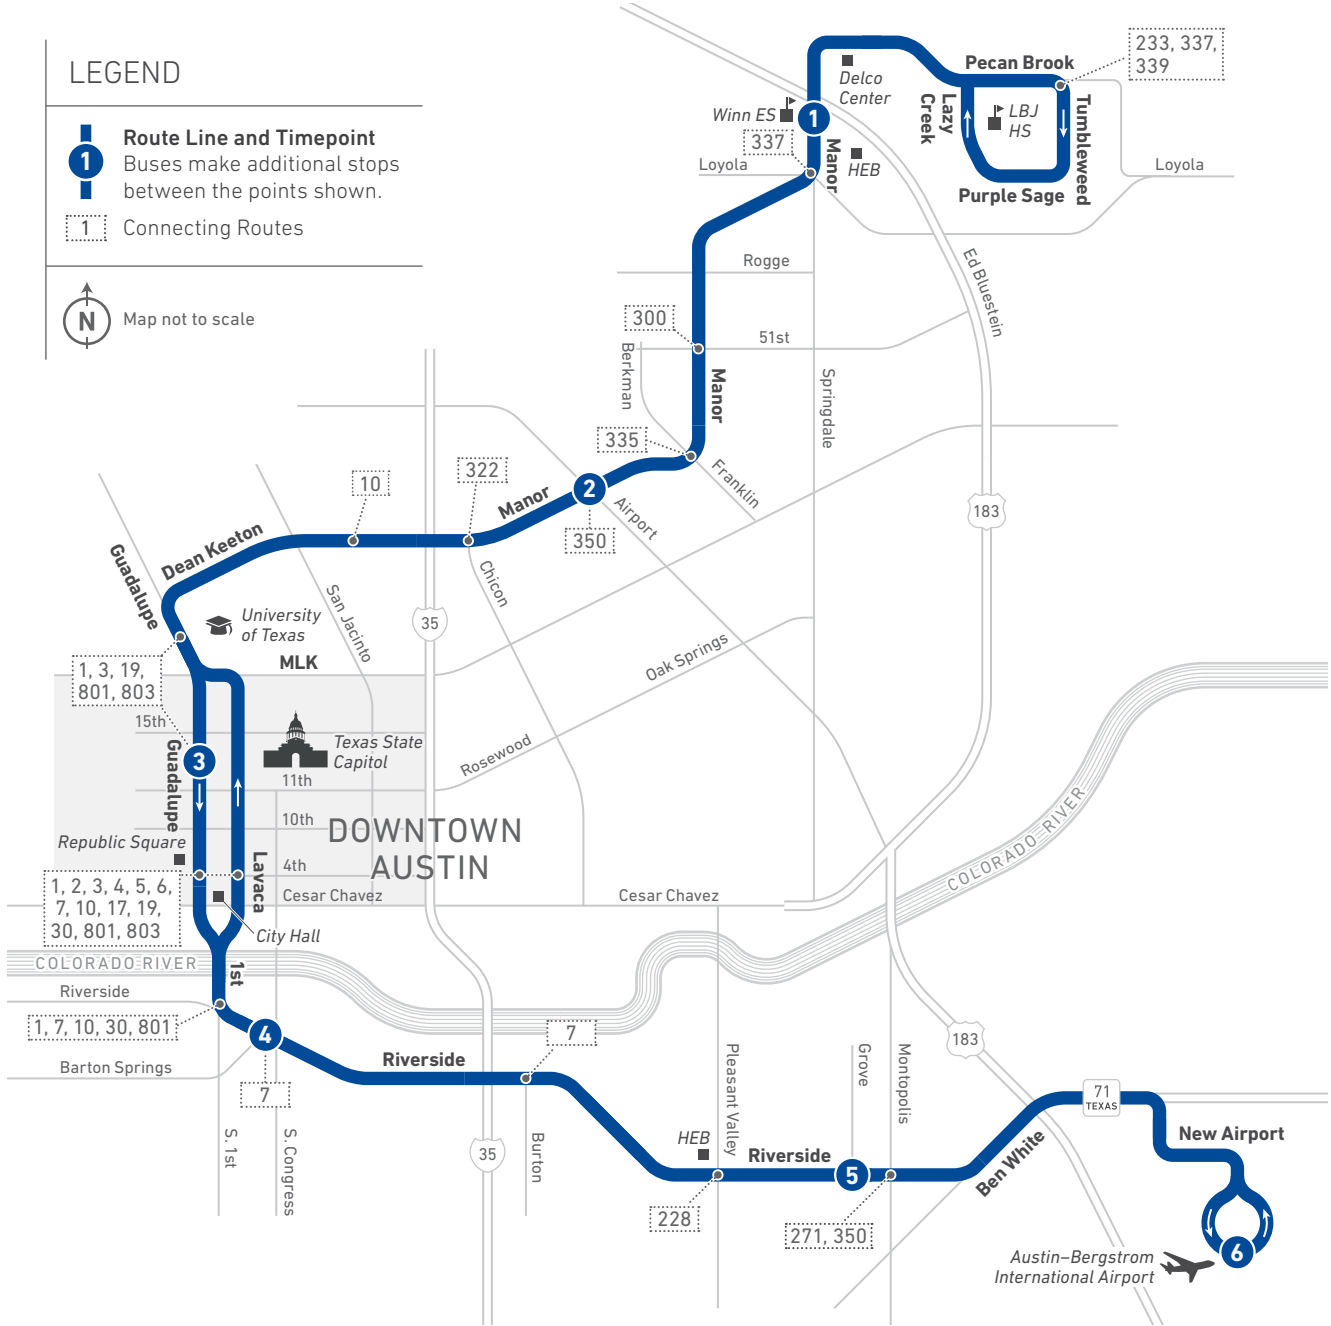 LEGEND
1
Route Line and Timepoint
Buses make additional stops
between the points shown.
1
Connecting Routes
N
Map not to scale
233, 337,
339
Pecan Brook
Delco
Center
Lazy
Creek
LBJ
HS
Tumbleweed
Winn ES
1
337
Manor
HEB
Loyola
Loyola
Purple Sage
Rogge
Ed Bluestein
300
51st
Berkman
Manor
Springdale
335
Franklin
322
10
Manor
2
Airport
183
350
Dean Keeton
Guadalupe
Chicon
San Jacinto
University
of Texas
35
Oak Springs
MLK
1, 3, 19,
801, 803
15th
Guadalupe
3
Texas State
Capitol
Rosewood
11th
10th
DOWNTOWN
AUSTIN
Republic Square
4th
Lavaca
1, 2, 3, 4, 5, 6,
7, 10, 17, 19,
30, 801, 803
Cesar Chavez
Cesar Chavez
COLORADO RIVER
City Hall
COLORADO RIVER
1st
Riverside
1, 7, 10, 30, 801
4
7
183
Barton Springs
Riverside
7
Pleasant Valley
Grove
Montopolis
71
TEXAS
S. 1st
S. Congress
35
Burton
HEB
Riverside
5
Ben White
New Airport
228
271, 350
6
Austin–Bergstrom
International Airport